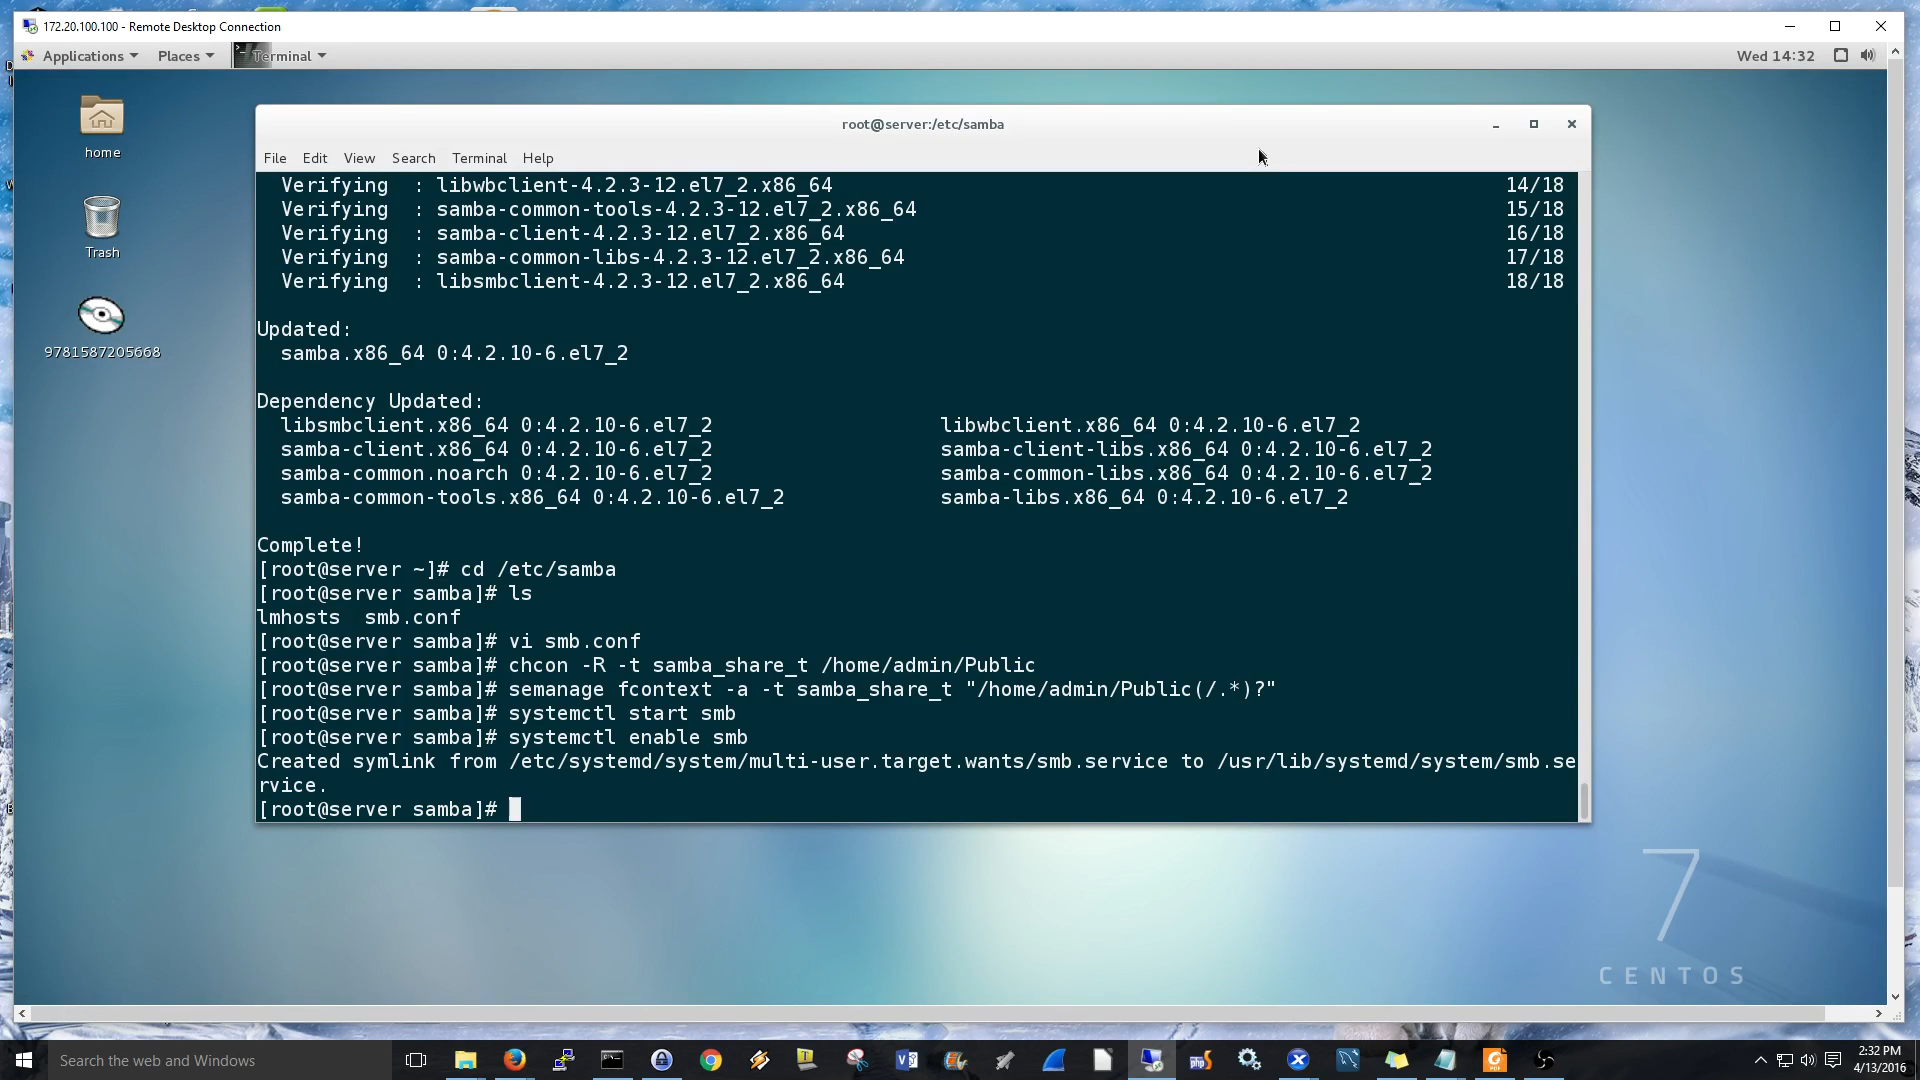 172.20.100.100 - Remote Desktop Connection
Applications Places Terminal Wed 14:32
home
Trash
9781587205668
root@server:/etc/samba
File Edit View Search Terminal Help
Verifying : libwbclient-4.2.3-12.el7_2.x86_64 14/18
Verifying : samba-common-tools-4.2.3-12.el7_2.x86_64 15/18
Verifying : samba-client-4.2.3-12.el7_2.x86_64 16/18
Verifying : samba-common-libs-4.2.3-12.el7_2.x86_64 17/18
Verifying : libsmbclient-4.2.3-12.el7_2.x86_64 18/18
Updated:
samba.x86_64 0:4.2.10-6.el7_2
Dependency Updated:
libsmbclient.x86_64 0:4.2.10-6.el7_2 libwbclient.x86_64 0:4.2.10-6.el7_2
samba-client.x86_64 0:4.2.10-6.el7_2 samba-client-libs.x86_64 0:4.2.10-6.el7_2
samba-common.noarch 0:4.2.10-6.el7_2 samba-common-libs.x86_64 0:4.2.10-6.el7_2
samba-common-tools.x86_64 0:4.2.10-6.el7_2 samba-libs.x86_64 0:4.2.10-6.el7_2
Complete!
[root@server ~]# cd /etc/samba
[root@server samba]# ls
lmhosts smb.conf
[root@server samba]# vi smb.conf
[root@server samba]# chcon -R -t samba_share_t /home/admin/Public
[root@server samba]# semanage fcontext -a -t samba_share_t "/home/admin/Public(/.*)?"
[root@server samba]# systemctl start smb
[root@server samba]# systemctl enable smb
Created symlink from /etc/systemd/system/multi-user.target.wants/smb.service to /usr/lib/systemd/system/smb.se
rvice.
[root@server samba]#
7
CENTOS
Search the web and Windows
php
2:32 PM
4/13/2016